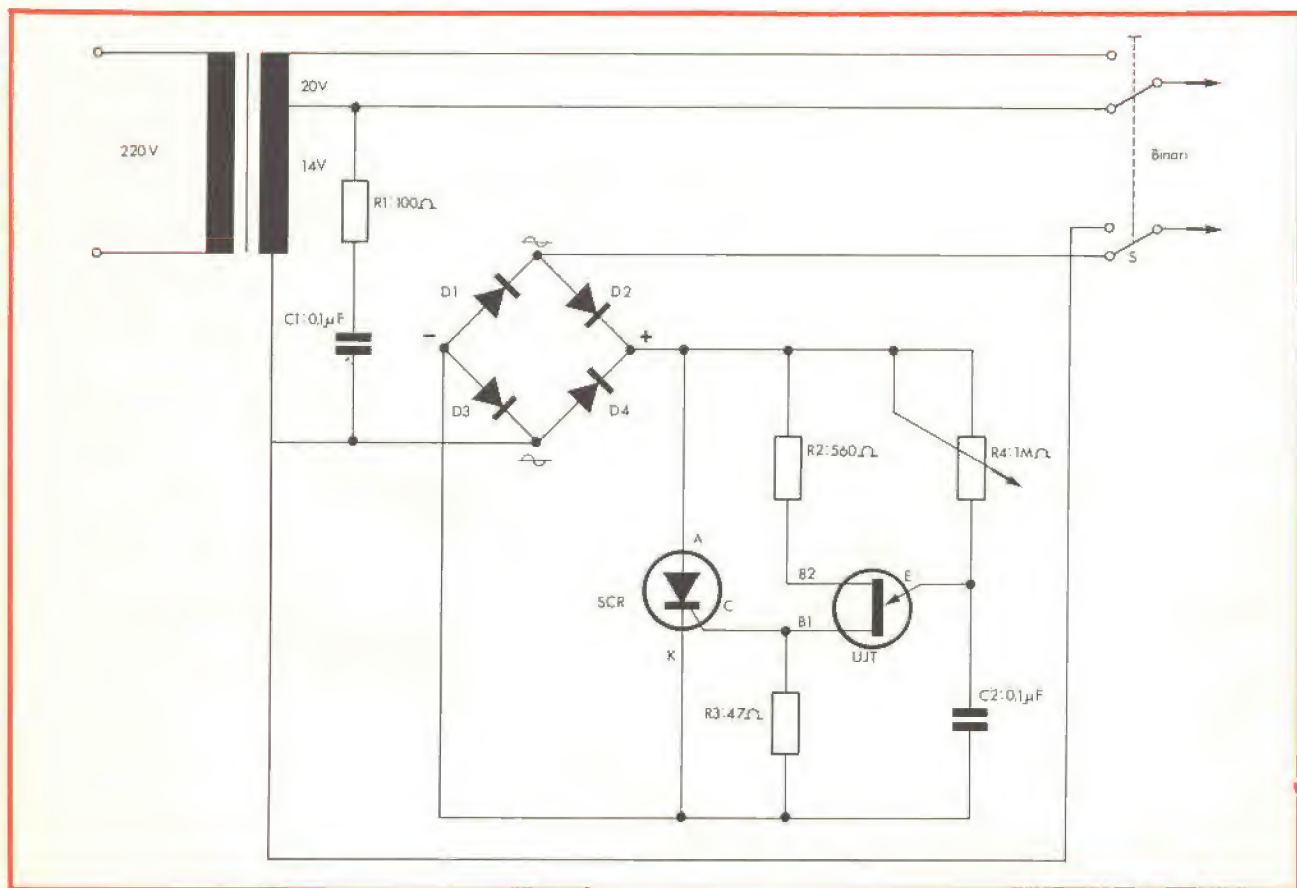 20V
220V
14V
Binari
R1:100Ω
S
D1
D2
C1:0,1µF
−
+
D3
D4
R2:560Ω
R4:1MΩ
A
B2
E
SCR
C
B1
K
UJT
C2:0,1µF
R3:47Ω